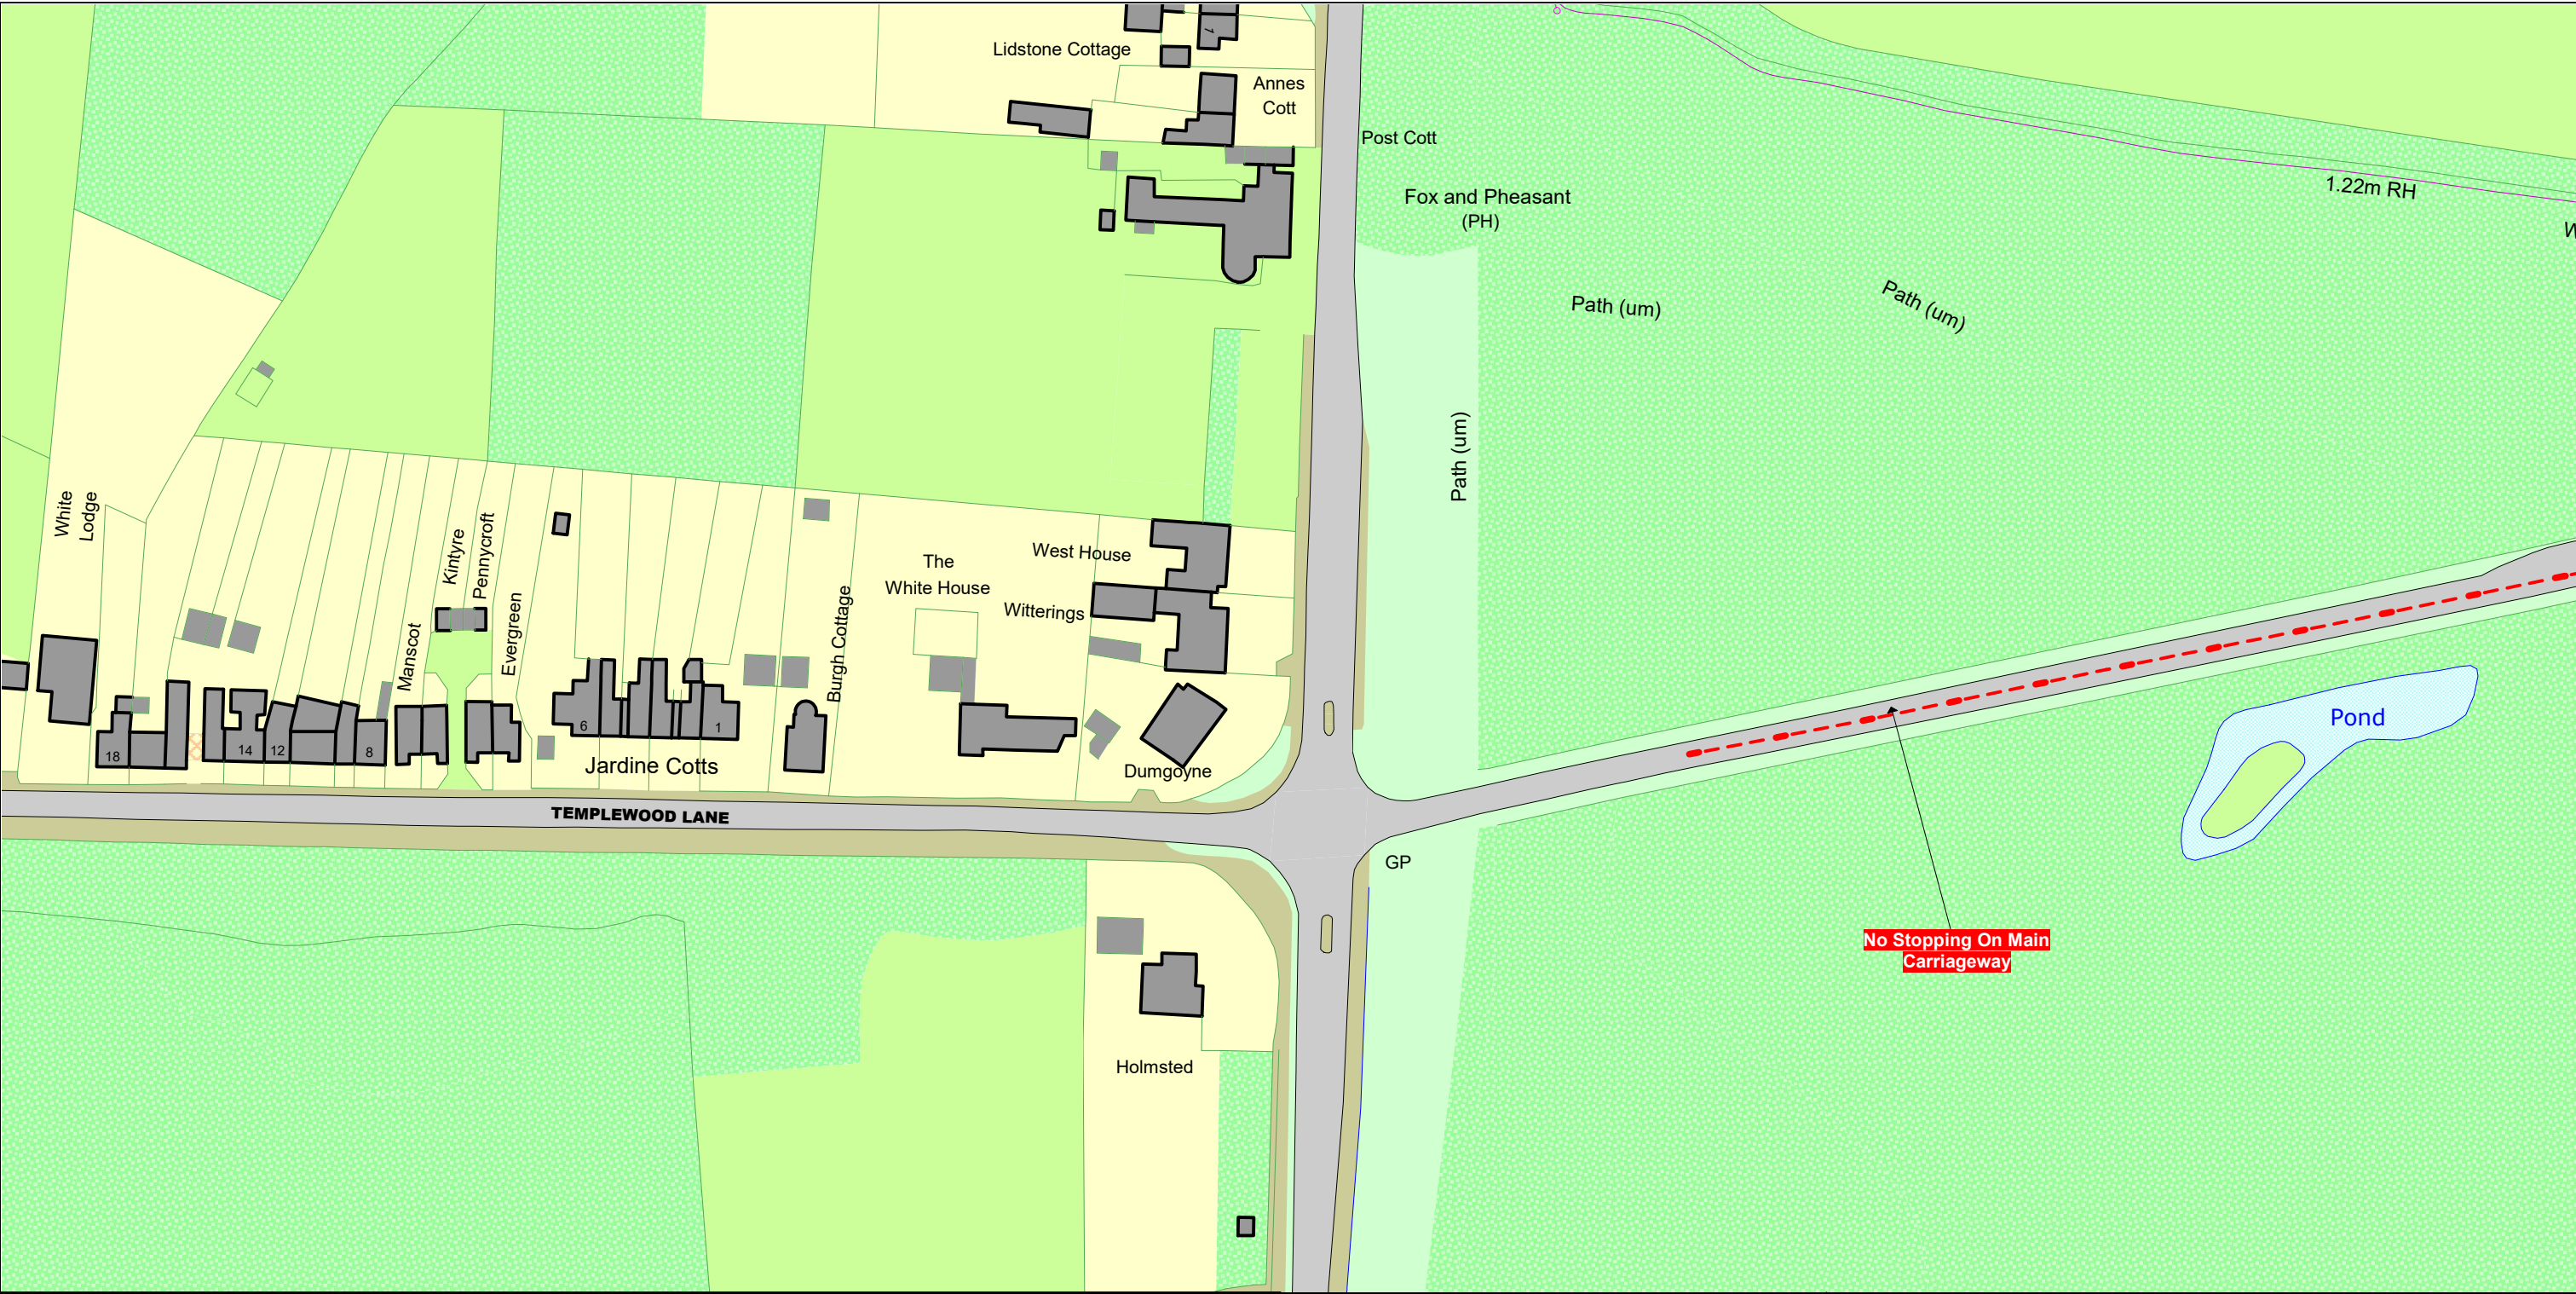 Lidstone Cottage
7
Annes
Cott
Post Cott
Fox and Pheasant
(PH)
1.22m RH
Path (um)
Path (um)
Path (um)
White
Lodge
Kintyre
Pennycroft
Evergreen
Manscot
West House
The
White House
Witterings
Burgh Cottage
Pond
6
1
18
14
12
8
Jardine Cotts
Dumgoyne
TEMPLEWOOD LANE
GP
No Stopping On Main
Carriageway
Holmsted